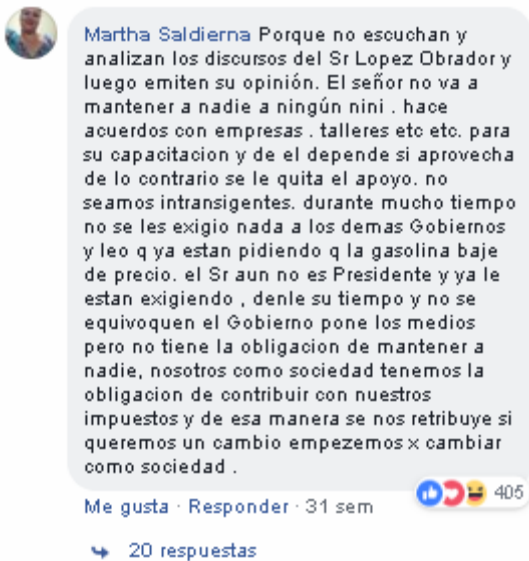 Martha Saldierna Porque no escuchan y
analizan los discursos del Sr Lopez Obrador y
luego emiten su opinión. El señor no va a
mantener a nadie a ningún nini . hace
acuerdos con empresas . talleres etc etc. para
su capacitacion y de el depende si aprovecha
de lo contrario se le quita el apoyo. no
seamos intransigentes. durante mucho tiempo
no se les exigio nada a los demas Gobiernos
y leo q ya estan pidiendo q la gasolina baje
de precio. el Sr aun no es Presidente y ya le
estan exigiendo , denle su tiempo y no se
equivoquen el Gobierno pone los medios
pero no tiene la obligacion de mantener a
nadie, nosotros como sociedad tenemos la
obligacion de contribuir con nuestros
impuestos y de esa manera se nos retribuye si
queremos un cambio empezemos x cambiar
como sociedad .
405
Me gusta · Responder · 31 sem
20 respuestas